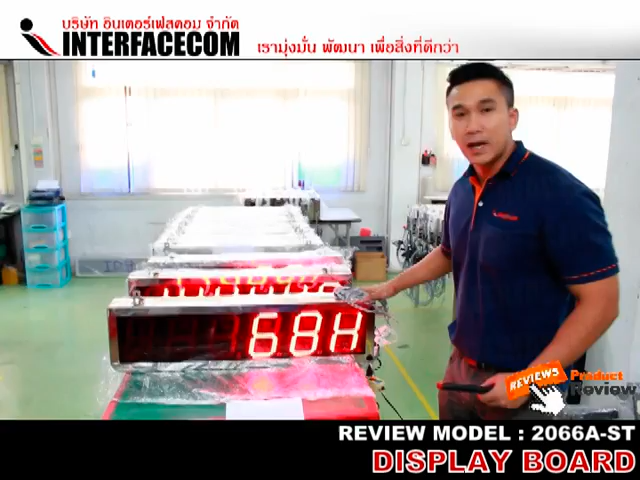 บริษัท อินเตอร์เฟสคอม จำกัด
INTERFACECOM
เรามุ่งมั่น พัฒนา เพื่อสิ่งที่ดีกว่า
68H
REVIEWS
Product
Review
REVIEW MODEL : 2066A-ST
DISPLAY BOARD